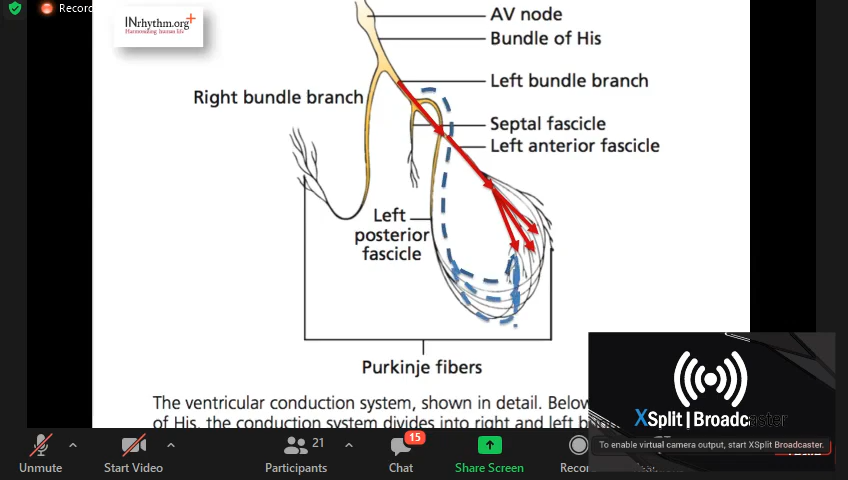 Recor
INrhythm.org+
Harmonising human life
AV node
Bundle of His
Left bundle branch
Right bundle branch
Septal fascicle
Left anterior fascicle
Left
posterior
fascicle
Purkinje fibers
The ventricular conduction system, shown in detail. Below
of His, the conduction system divides into right and left
XSplit | Broadcaster
To enable virtual camera output, start XSplit Broadcaster.
21
15
Unmute
Start Video
Participants
Chat
Share Screen
Recor